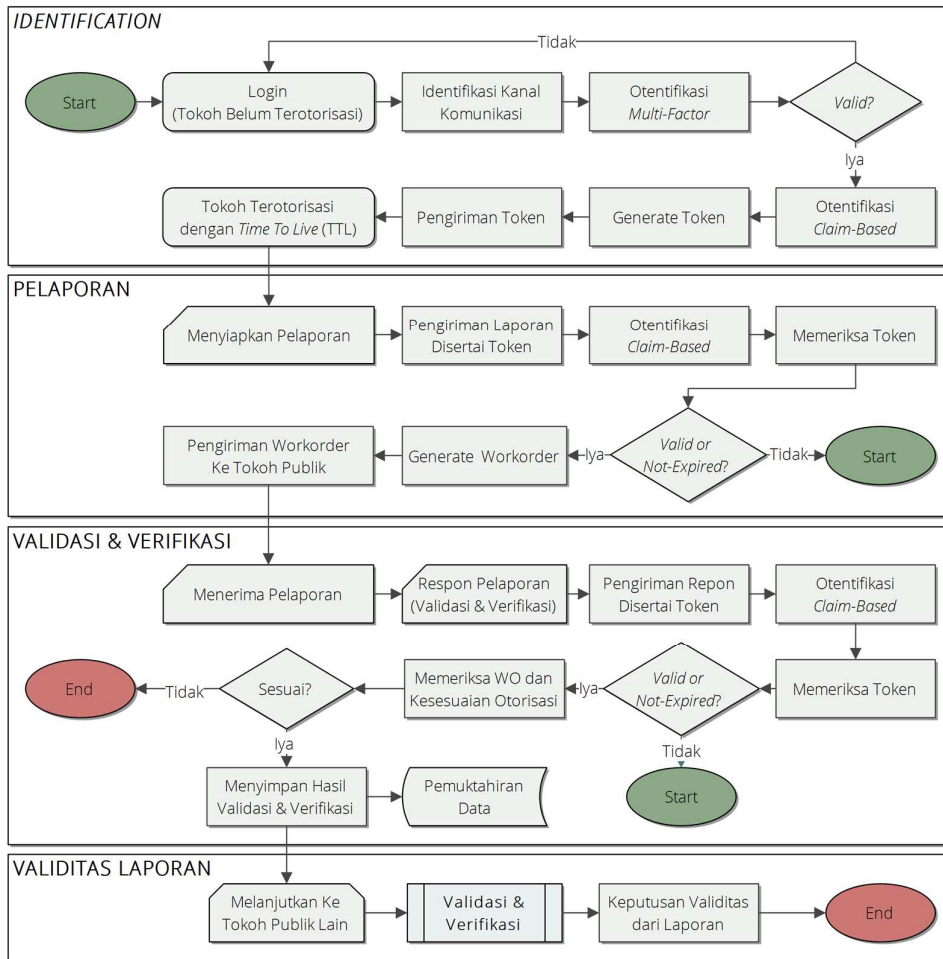 IDENTIFICATION
Tidak
Start
Login
(Tokoh Belum Terotorisasi)
Identifikasi Kanal
Komunikasi
Otentifikasi
Multi-Factor
Valid?
Iya
Tokoh Terotorisasi
dengan Time To Live (TTL)
Pengiriman Token
Generate Token
Otentifikasi
Claim-Based
PELAPORAN
Menyiapkan Pelaporan
Pengiriman Laporan
Disertai Token
Otentifikasi
Claim-Based
Memeriksa Token
Pengiriman Workorder
Ke Tokoh Publik
Generate Workorder
Iya
Valid or
Not-Expired?
Tidak
Start
VALIDASI & VERIFIKASI
Menerima Pelaporan
Respon Pelaporan
(Validasi & Verifikasi)
Pengiriman Repon
Disertai Token
Otentifikasi
Claim-Based
End
Tidak
Sesuai?
Memeriksa WO dan
Kesesuaian Otorisasi
Iya
Valid or
Not-Expired?
Memeriksa Token
Iya
Tidak
Menyimpan Hasil
Validasi & Verifikasi
Pemuktahiran
Data
Start
VALIDITAS LAPORAN
Melanjutkan Ke
Tokoh Publik Lain
Validasi &
Verifikasi
Keputusan Validitas
dari Laporan
End